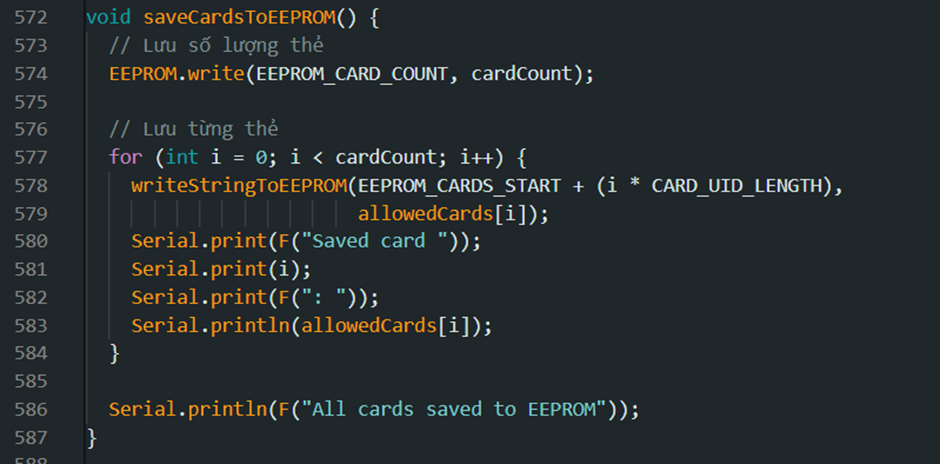 572 void saveCardsToEEPROM() {
573   // Lưu số lượng thẻ
574   EEPROM.write(EEPROM_CARD_COUNT, cardCount);
575
576   // Lưu từng thẻ
577   for (int i = 0; i < cardCount; i++) {
578     writeStringToEEPROM(EEPROM_CARDS_START + (i * CARD_UID_LENGTH),
579                         allowedCards[i]);
580     Serial.print(F("Saved card "));
581     Serial.print(i);
582     Serial.print(F(": "));
583     Serial.println(allowedCards[i]);
584   }
585
586   Serial.println(F("All cards saved to EEPROM"));
587 }
588